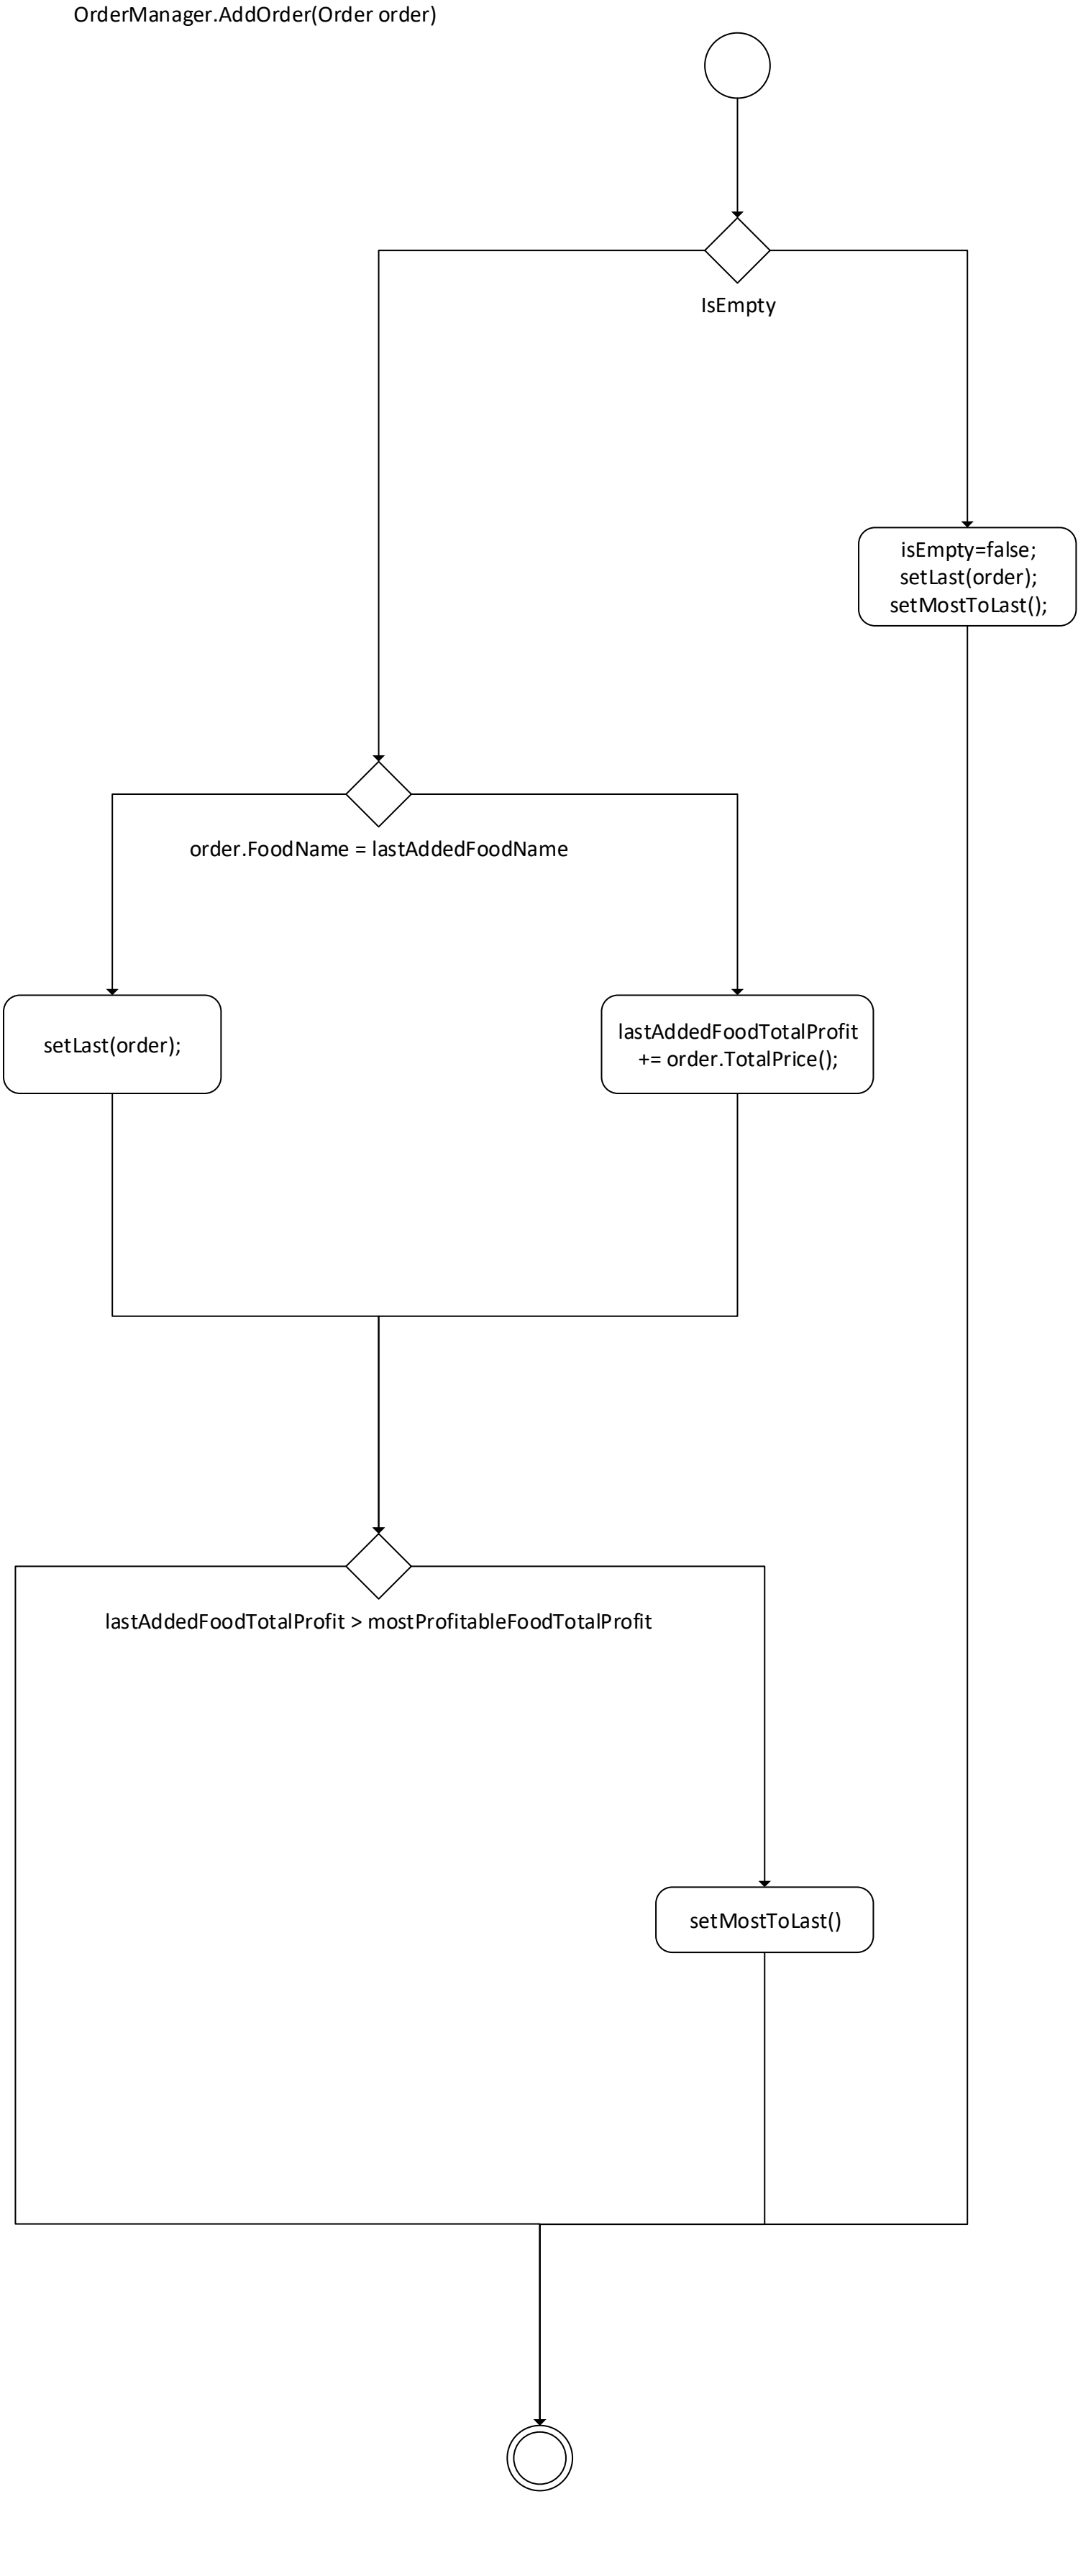 OrderManager.AddOrder(Order order)
IsEmpty
isEmpty=false;
setLast(order);
setMostToLast();
order.FoodName = lastAddedFoodName
setLast(order);
lastAddedFoodTotalProfit
+= order.TotalPrice();
lastAddedFoodTotalProfit > mostProfitableFoodTotalProfit
setMostToLast()